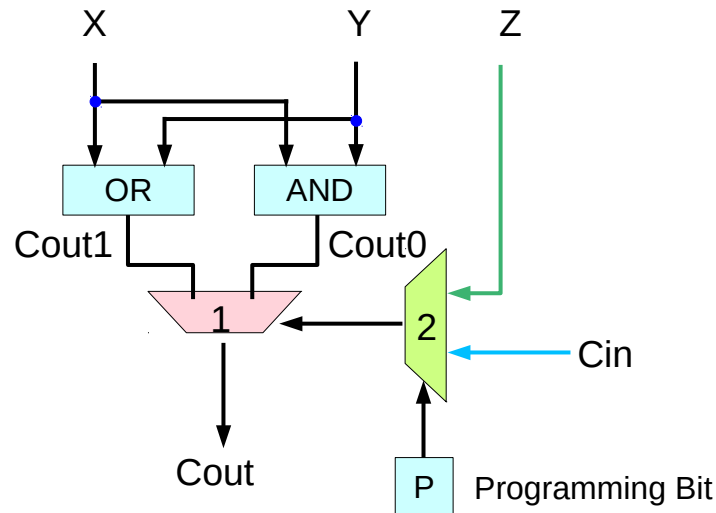 X Y Z
OR AND
Cout1 Cout0
1 2
Cin
Cout
P Programming Bit